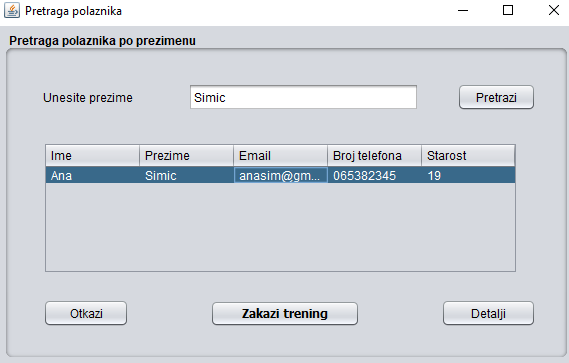 Pretraga polaznika
Pretraga polaznika po prezimenu
Unesite prezime Simic Pretrazi
Ime Prezime Email Broj telefona Starost
Ana Simic anasim@gm... 065382345 19
Otkazi Zakazi trening Detalji